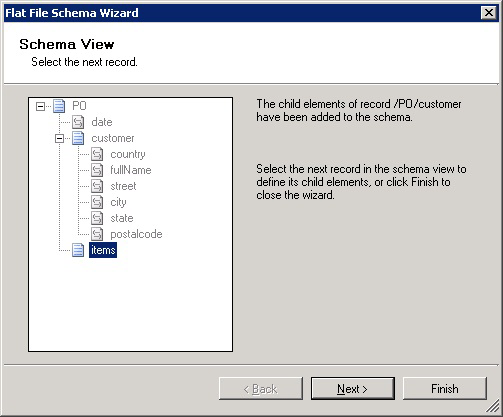 Flat File Schema Wizard
Schema View
Select the next record.
PO
date
customer
country
fullName
street
city
state
postalcode
items
The child elements of record /PO/customer
have been added to the schema.
Select the next record in the schema view to
define its child elements, or click Finish to
close the wizard.
< Back
Next >
Finish